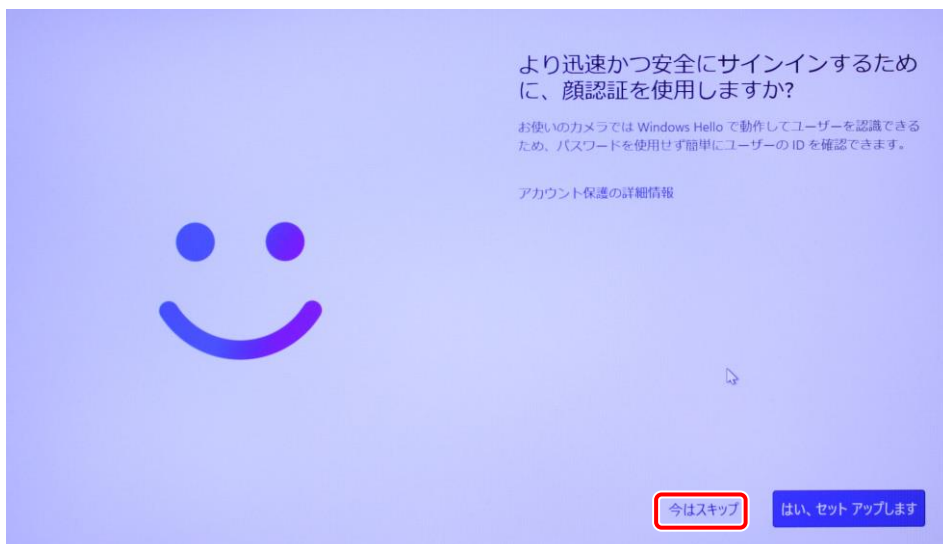 より迅速かつ安全にサインインするため
に、顔認証を使用しますか?
お使いのカメラでは Windows Hello で動作してユーザーを認識できる
ため、パスワードを使用せず簡単にユーザーの ID を確認できます。
アカウント保護の詳細情報
今はスキップ
はい、セット アップします